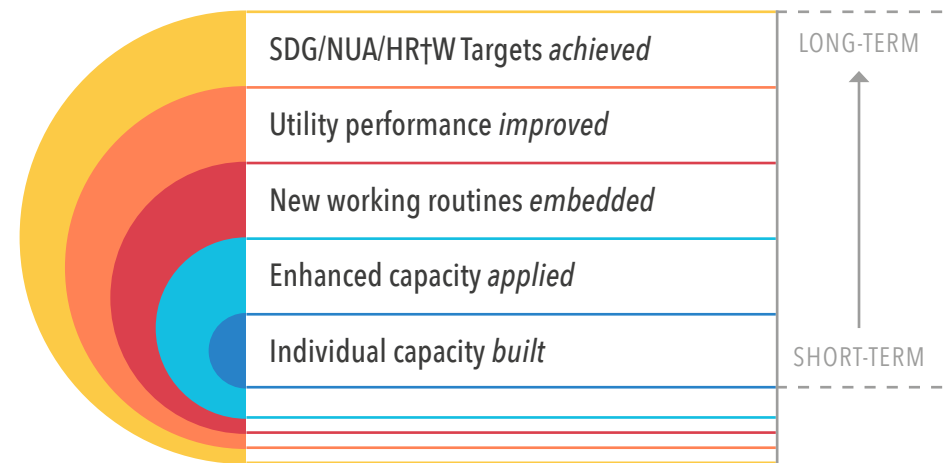 SDG/NUA/HR†W Targets achieved
LONG-TERM
Utility performance improved
New working routines embedded
Enhanced capacity applied
Individual capacity built
SHORT-TERM